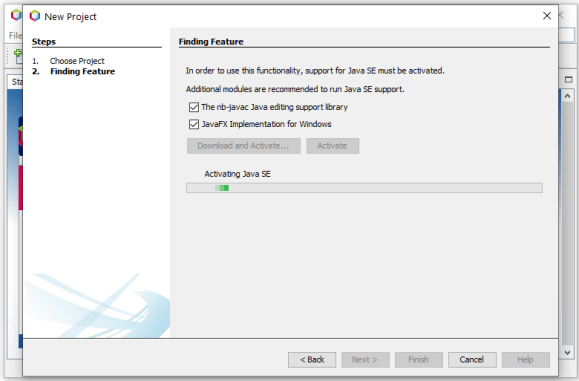 New Project
File
Sta
Steps
1. Choose Project
2. Finding Feature
Finding Feature
In order to use this functionality, support for Java SE must be activated.
Additional modules are recommended to run Java SE support.
The nb-javac Java editing support library
JavaFX Implementation for Windows
Download and Activate... Activate
Activating Java SE
< Back Next > Finish Cancel Help